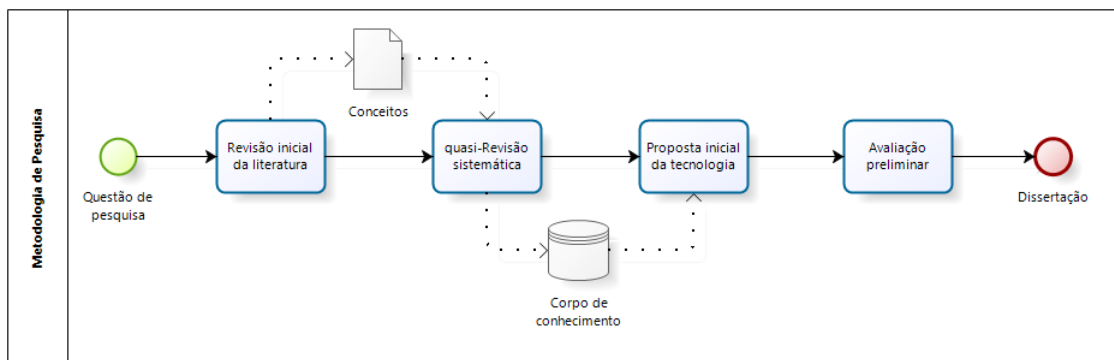 Metodologia de Pesquisa
Questão de
pesquisa
Revisão inicial
da literatura
Conceitos
quasi-Revisão
sistemática
Corpo de
conhecimento
Proposta inicial
da tecnologia
Avaliação
preliminar
Dissertação